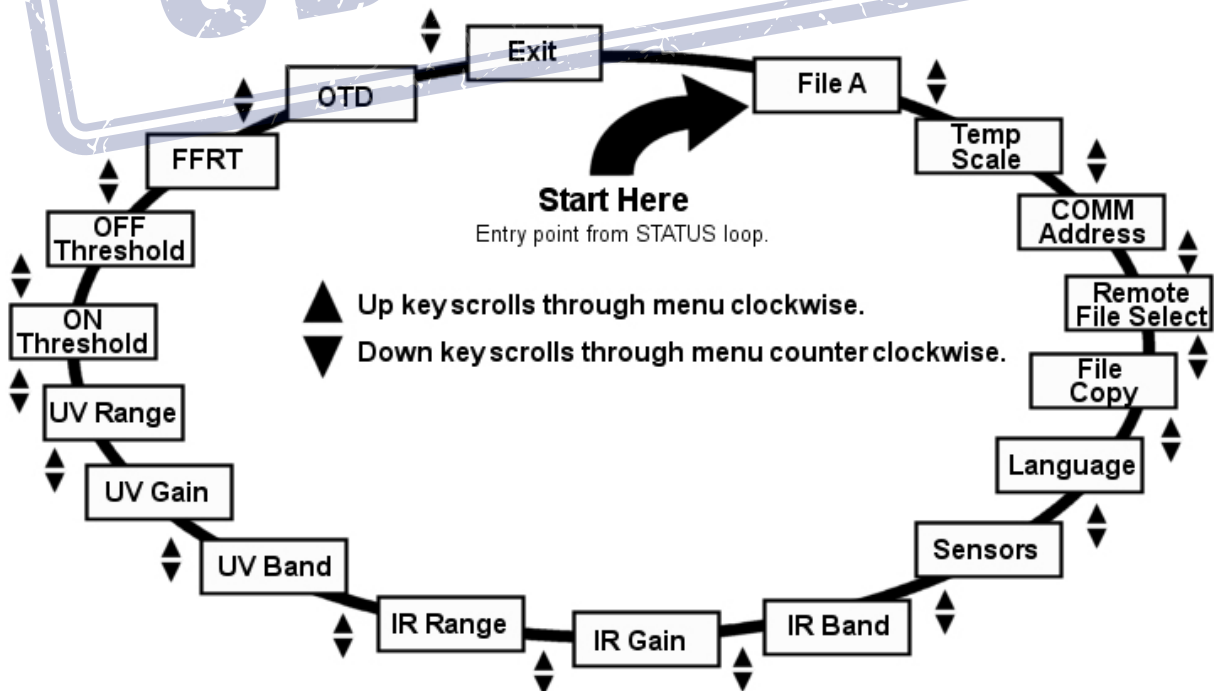 Exit
File A
Temp
Scale
COMM
Address
Remote
File Select
File
Copy
Language
Sensors
IR Band
IR Gain
IR Range
UV Band
UV Gain
UV Range
ON
Threshold
OFF
Threshold
FFRT
OTD
Start Here
Entry point from STATUS loop.
Up key scrolls through menu clockwise.
Down key scrolls through menu counter clockwise.